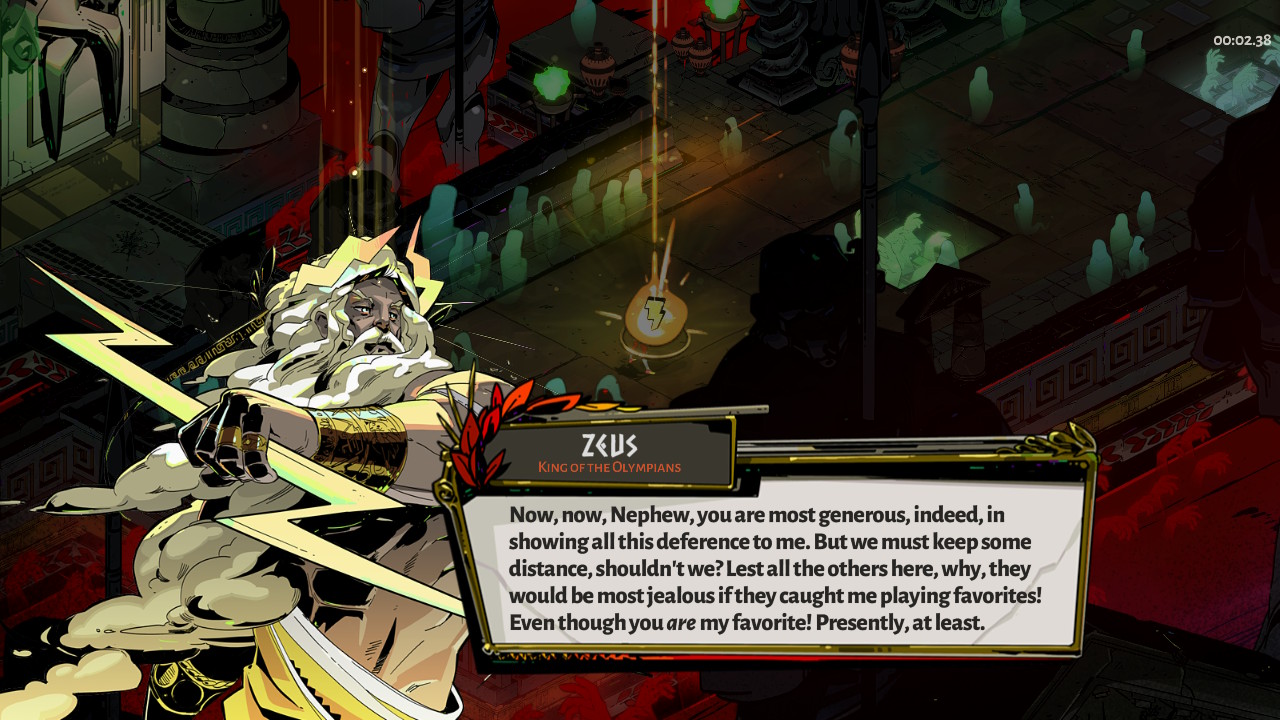 00:02.38
ZEUS
King of the Olympians
Now, now, Nephew, you are most generous, indeed, in
showing all this deference to me. But we must keep some
distance, shouldn't we? Lest all the others here, why, they
would be most jealous if they caught me playing favorites!
Even though you are my favorite! Presently, at least.